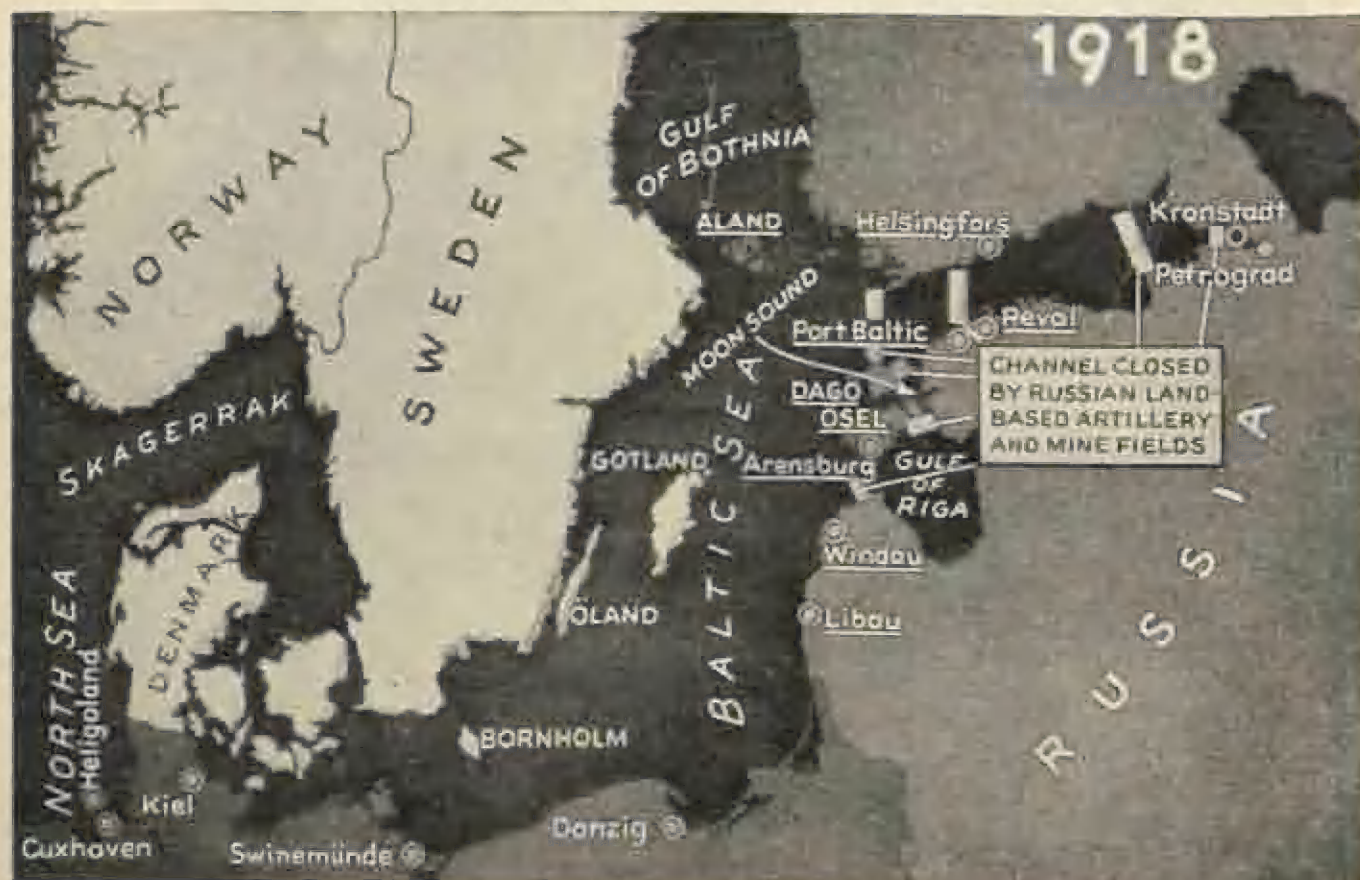 1918
NORWAY
SWEDEN
GULF
OF BOTHNIA
ALAND
Helsingfors
Kronstadt
Petrograd
MOON SOUND
Port Baltic
Reval
CHANNEL CLOSED
BY RUSSIAN LAND-
BASED ARTILLERY
AND MINE FIELDS
DAGO
OSEL
SKAGERRAK
GOTLAND
Arensburg
GULF
OF
RIGA
BALTIC SEA
RUSSIA
Windau
Libau
ÖLAND
DENMARK
NORTH SEA
Heligoland
BORNHOLM
Kiel
Cuxhaven
Swinemünde
Danzig